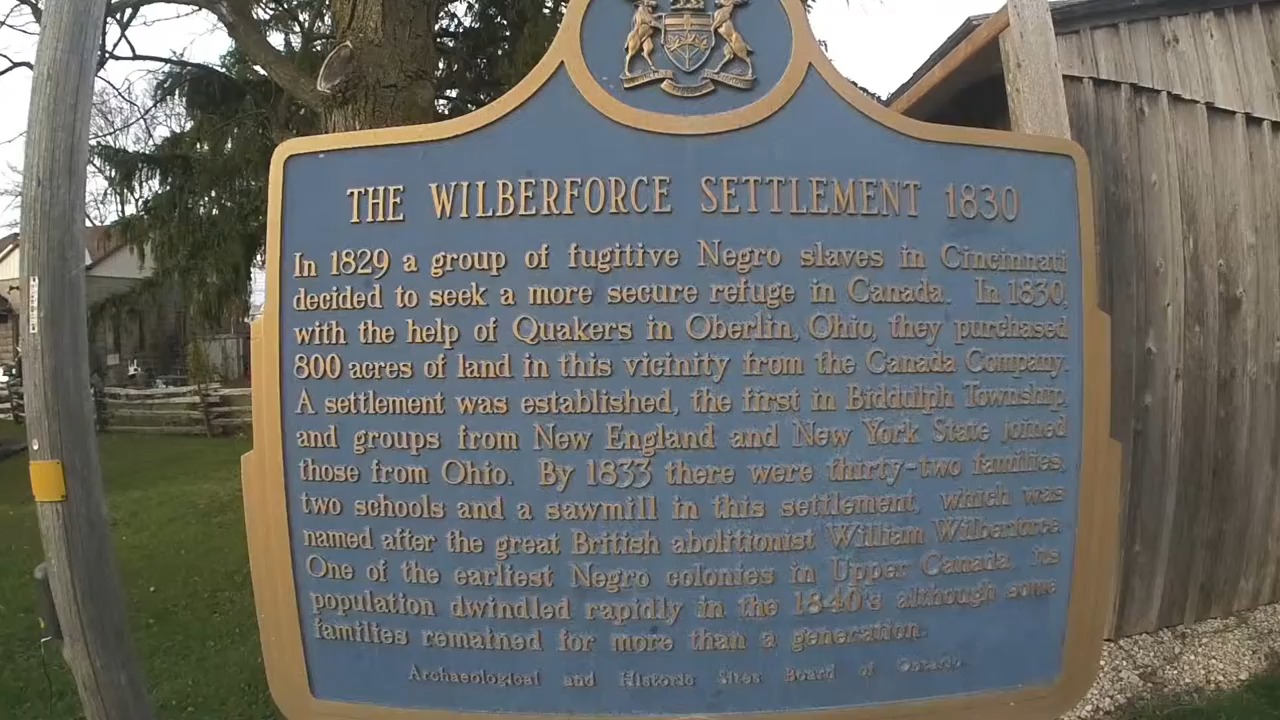 THE WILBERFORCE SETTLEMENT 1830
In 1829 a group of fugitive Negro slaves in Cincinnati
decided to seek a more secure refuge in Canada. In 1830,
with the help of Quakers in Oberlin, Ohio, they purchased
800 acres of land in this vicinity from the Canada Company.
A settlement was established, the first in Biddulph Township,
and groups from New England and New York State joined
those from Ohio. By 1833 there were thirty-two families,
two schools and a sawmill in this settlement, which was
named after the great British abolitionist William Wilberforce.
One of the earliest Negro colonies in Upper Canada, its
population dwindled rapidly in the 1840's although some
families remained for more than a generation.
Archaeological and Historic Sites Board of Ontario.